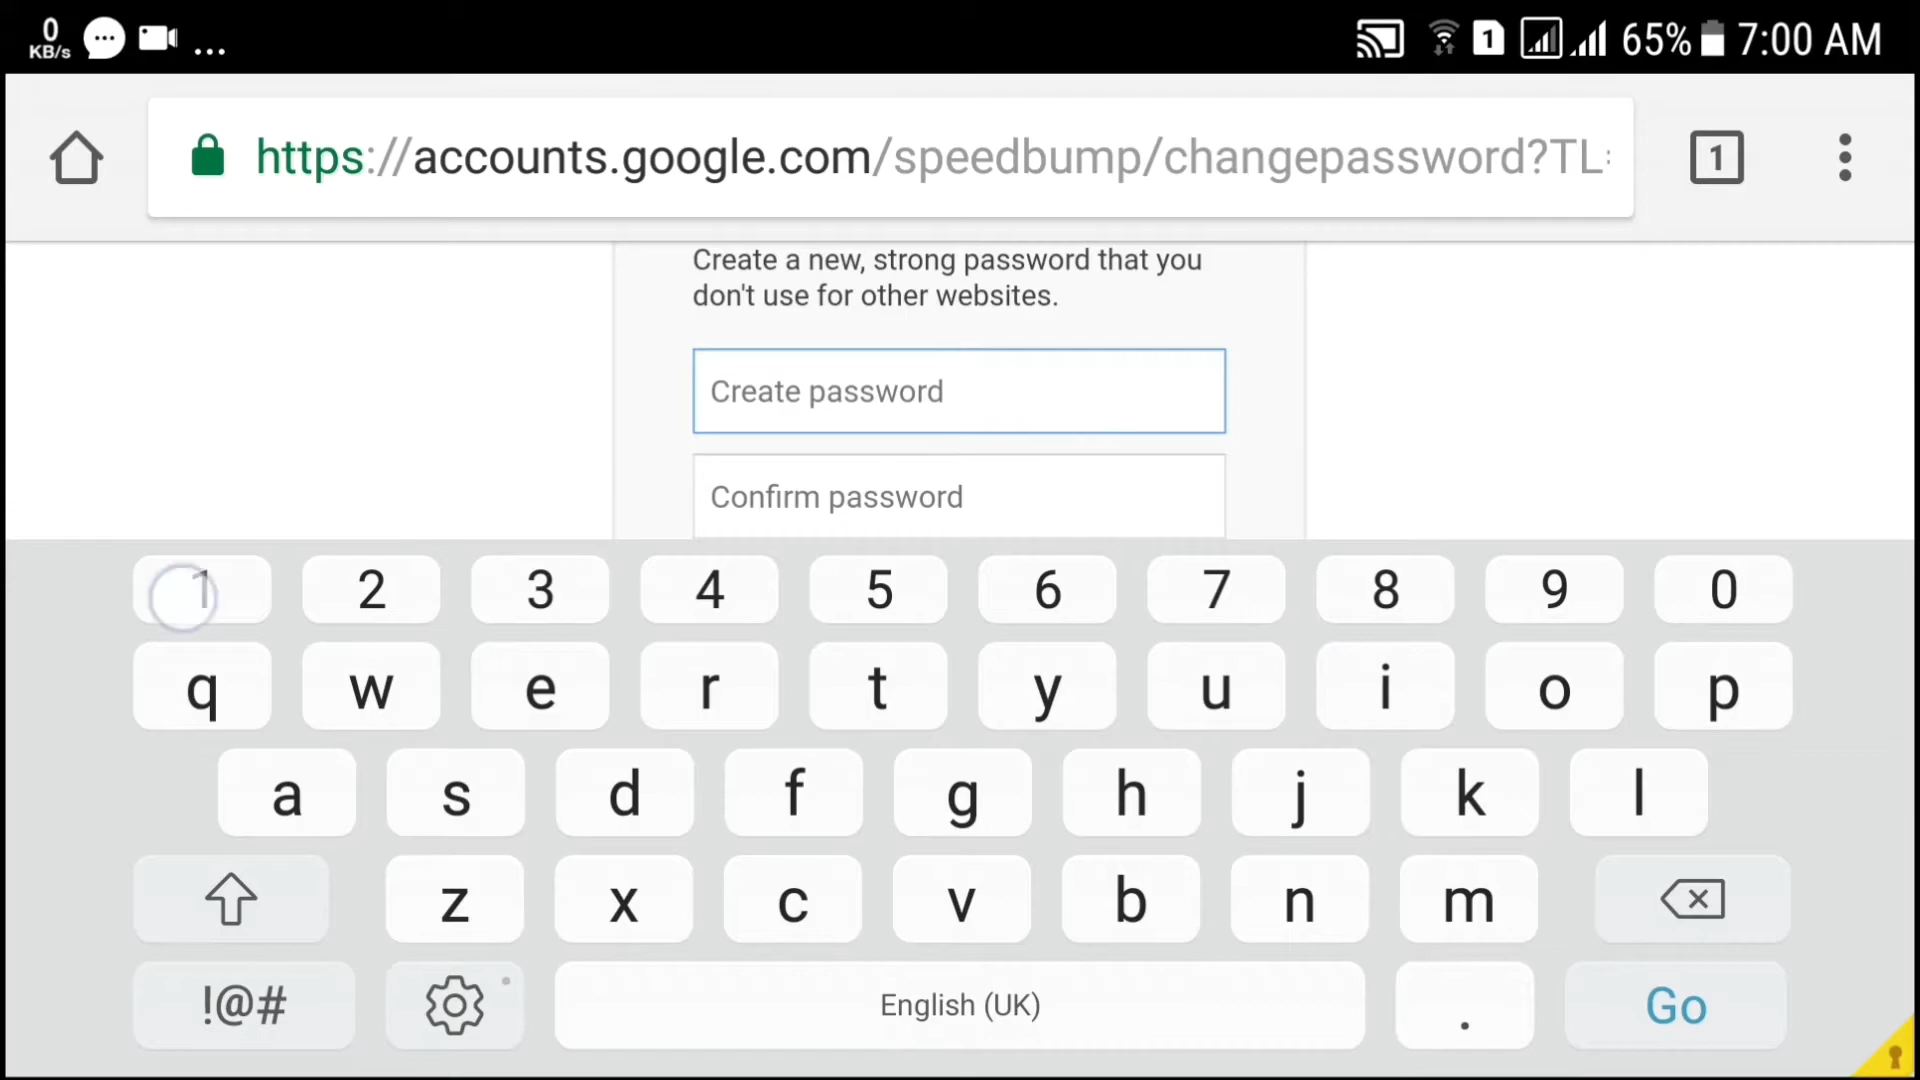 0
KB/s
...
1
65%
7:00 AM
https://accounts.google.com/speedbump/changepassword?TL=
1
Create a new, strong password that you
don't use for other websites.
Create password
Confirm password
1 2 3 4 5 6 7 8 9 0
q w e r t y u i o p
a s d f g h j k l
z x c v b n m
!@#
English (UK)
.
Go